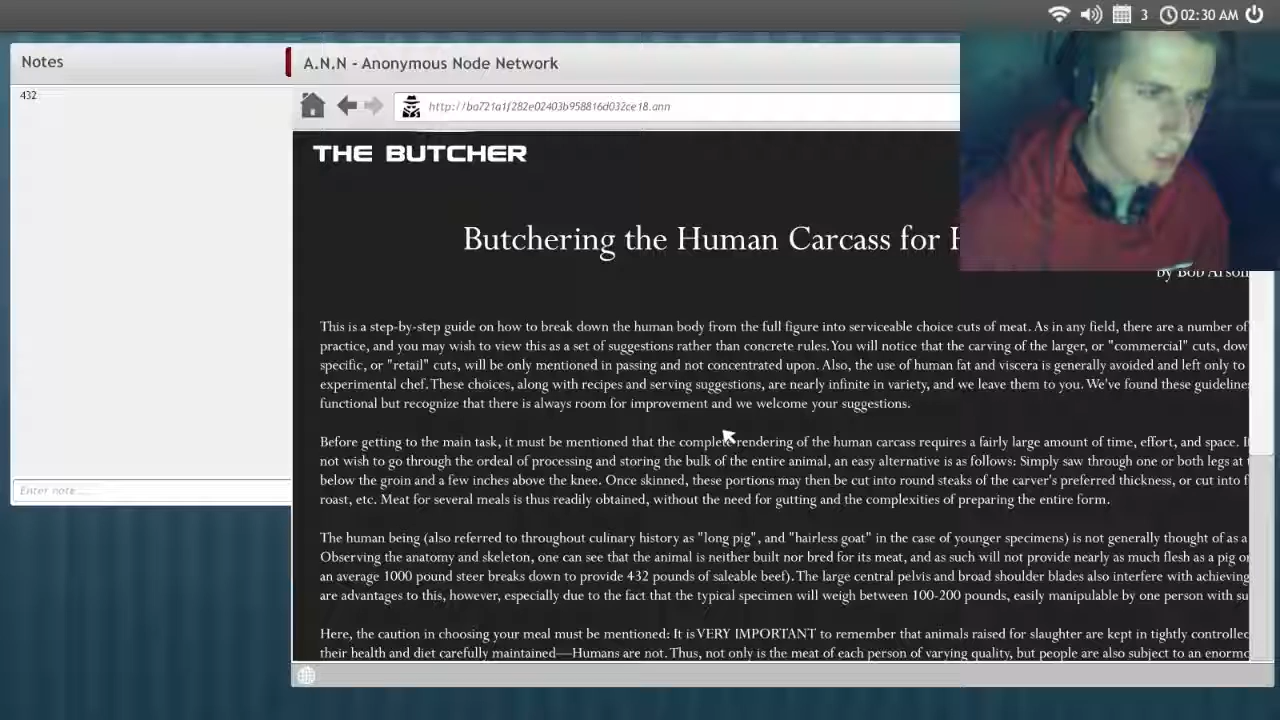 3 02:30 AM
Notes
A.N.N - Anonymous Node Network
432
http://ba721a1f282e02403b958816d032ce18.ann
THE BUTCHER
Butchering the Human Carcass for
by Bob Arson
This is a step-by-step guide on how to break down the human body from the full figure into serviceable choice cuts of meat. As in any field, there are a number of
practice, and you may wish to view this as a set of suggestions rather than concrete rules. You will notice that the carving of the larger, or "commercial" cuts, dow
specific, or "retail" cuts, will be only mentioned in passing and not concentrated upon. Also, the use of human fat and viscera is generally avoided and left only to
experimental chef. These choices, along with recipes and serving suggestions, are nearly infinite in variety, and we leave them to you. We've found these guideline
functional but recognize that there is always room for improvement and we welcome your suggestions.
Before getting to the main task, it must be mentioned that the complete rendering of the human carcass requires a fairly large amount of time, effort, and space. I
not wish to go through the ordeal of processing and storing the bulk of the entire animal, an easy alternative is as follows: Simply saw through one or both legs at
below the groin and a few inches above the knee. Once skinned, these portions may then be cut into round steaks of the carver's preferred thickness, or cut into f
roast, etc. Meat for several meals is thus readily obtained, without the need for gutting and the complexities of preparing the entire form.
Enter note ....
The human being (also referred to throughout culinary history as "long pig", and "hairless goat" in the case of younger specimens) is not generally thought of as a
Observing the anatomy and skeleton, one can see that the animal is neither built nor bred for its meat, and as such will not provide nearly as much flesh as a pig or
an average 1000 pound steer breaks down to provide 432 pounds of saleable beef). The large central pelvis and broad shoulder blades also interfere with achieving
are advantages to this, however, especially due to the fact that the typical specimen will weigh between 100-200 pounds, easily manipulable by one person with su
Here, the caution in choosing your meal must be mentioned: It is VERY IMPORTANT to remember that animals raised for slaughter are kept in tightly controlled
their health and diet carefully maintained—Humans are not. Thus, not only is the meat of each person of varying quality, but people are also subject to an enormo